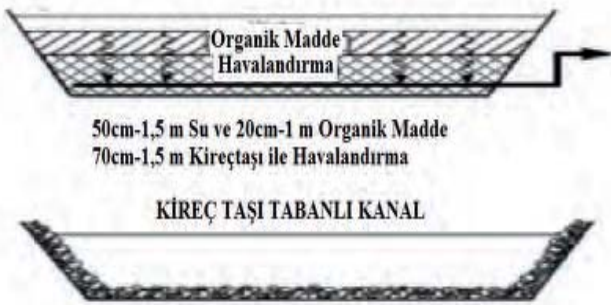 Organik Madde
Havalandırma
50cm-1,5 m Su ve 20cm-1 m Organik Madde
70cm-1,5 m Kireçtaşı ile Havalandırma
KİREÇ TAŞI TABANLI KANAL